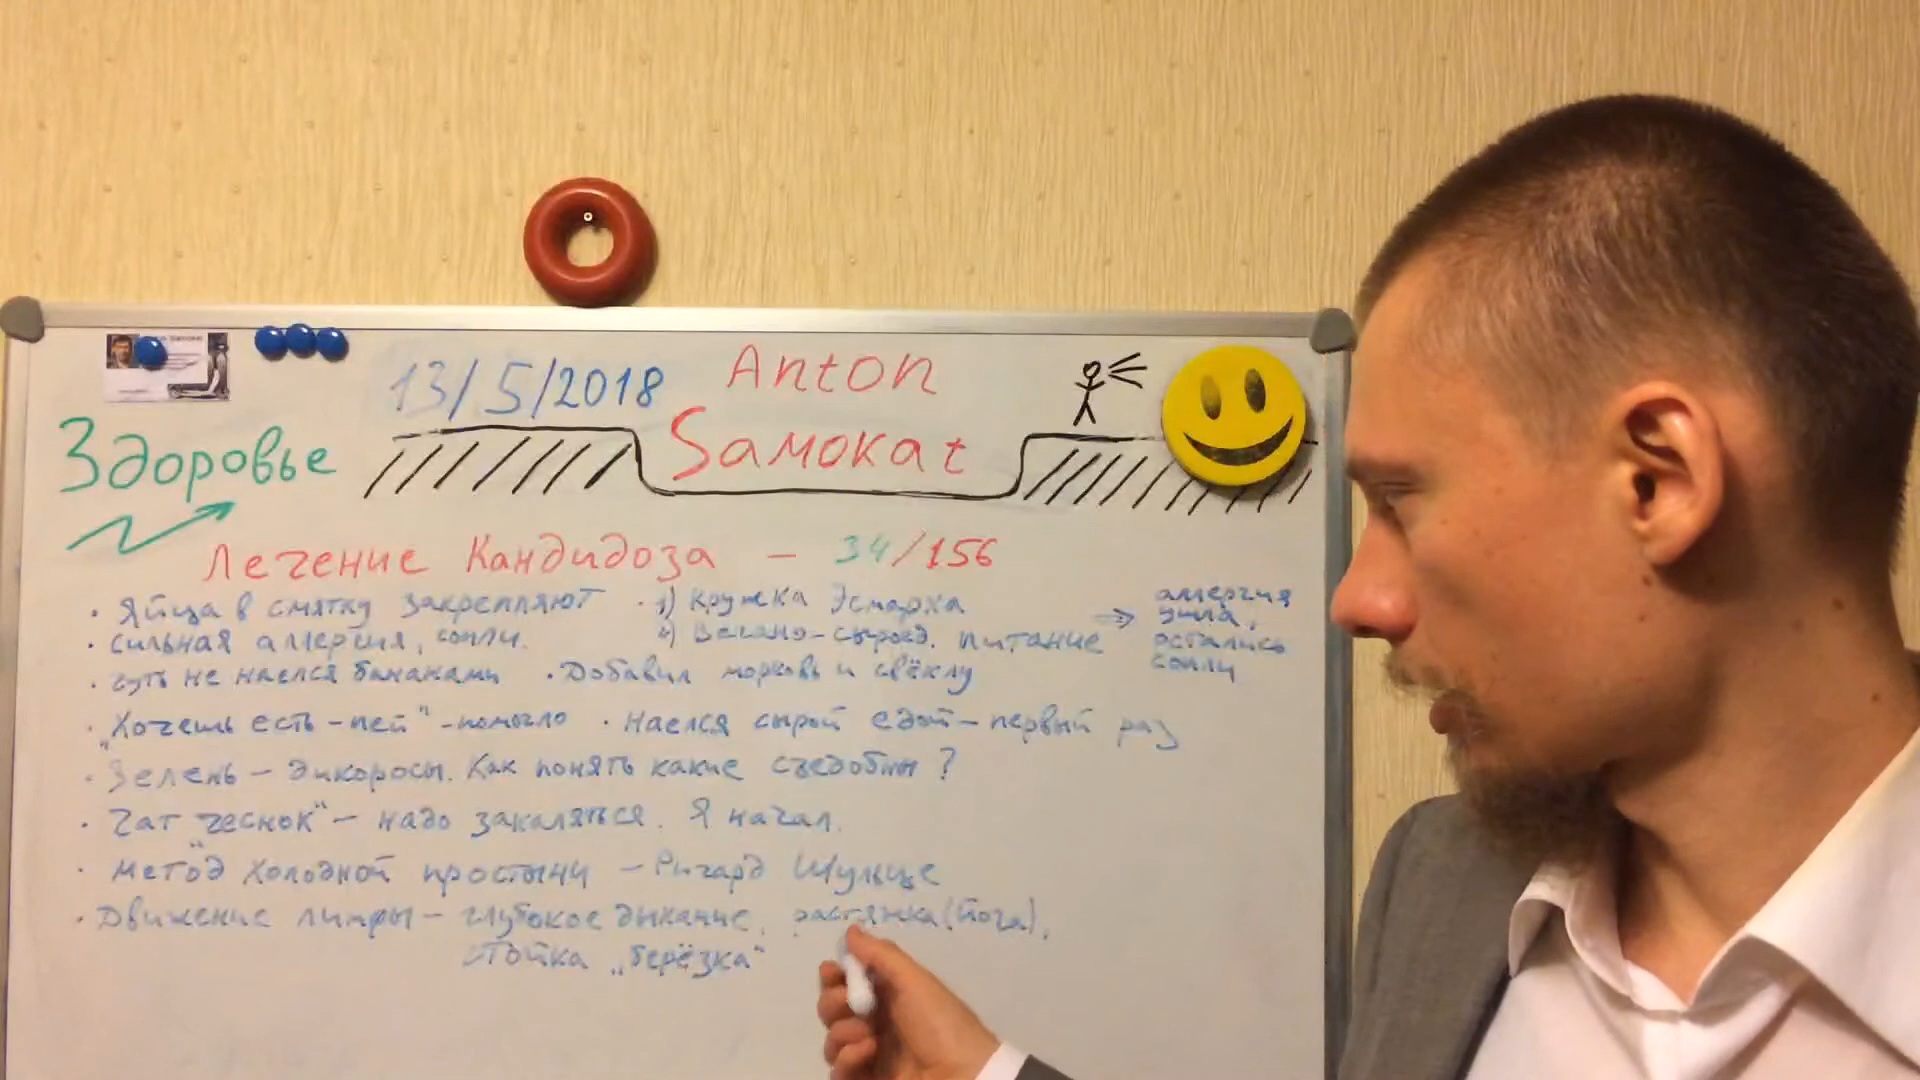 13/5/2018
Anton
Samokat
Здоровье
Лечение Кандидоза - 34/156
• Яйца в смятку закрепляют
• сильная аллергия, сопли.
• 1) Кружка Эсмарха
2) Веганo-сыроед. питание
⇒ аллергия
ушла,
остались
сопли
• чуть не наелся бананами • Добавил морковь и свёклу
• „Хочешь есть - пей" - помогло • Наелся сырой едой - первый раз
• Зелень - дикоросы. Как понять какие съедобны?
• Чат „чеснок" - надо закаляться. Я начал.
• метод холодной простыни - Ричард Шульце
• Движение лимфы - глубокое дыхание, растяжка (йога),
стойка „берёзка"